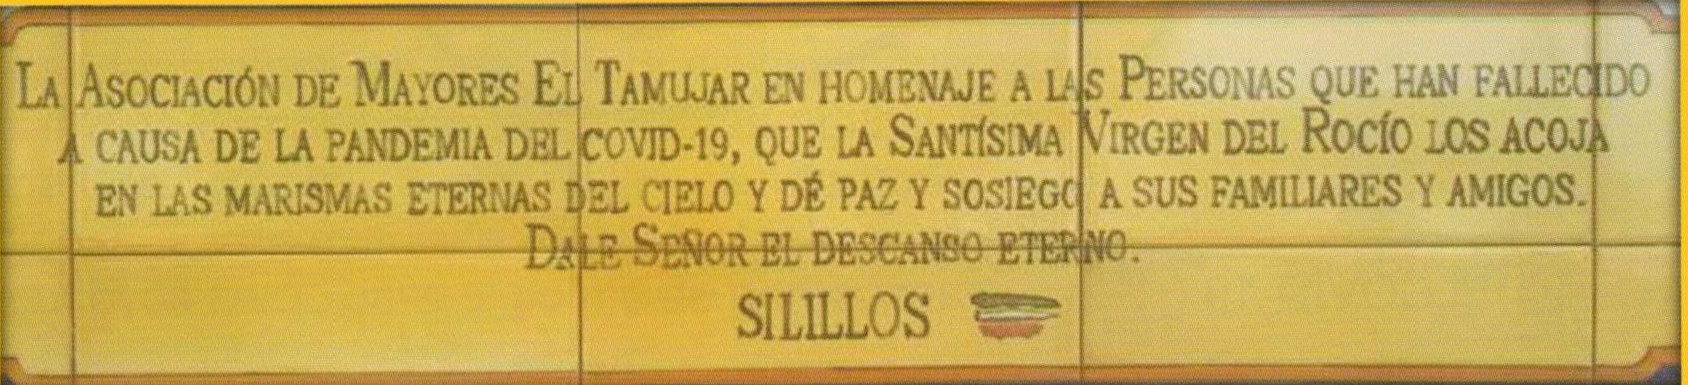 La Asociación de Mayores El Tamujar en homenaje a las Personas que han fallecido
a causa de la pandemia del covid-19, que la Santísima Virgen del Rocío los acoja
en las marismas eternas del cielo y dé paz y sosiego a sus familiares y amigos.
Dale Señor el descanso eterno.
SILILLOS